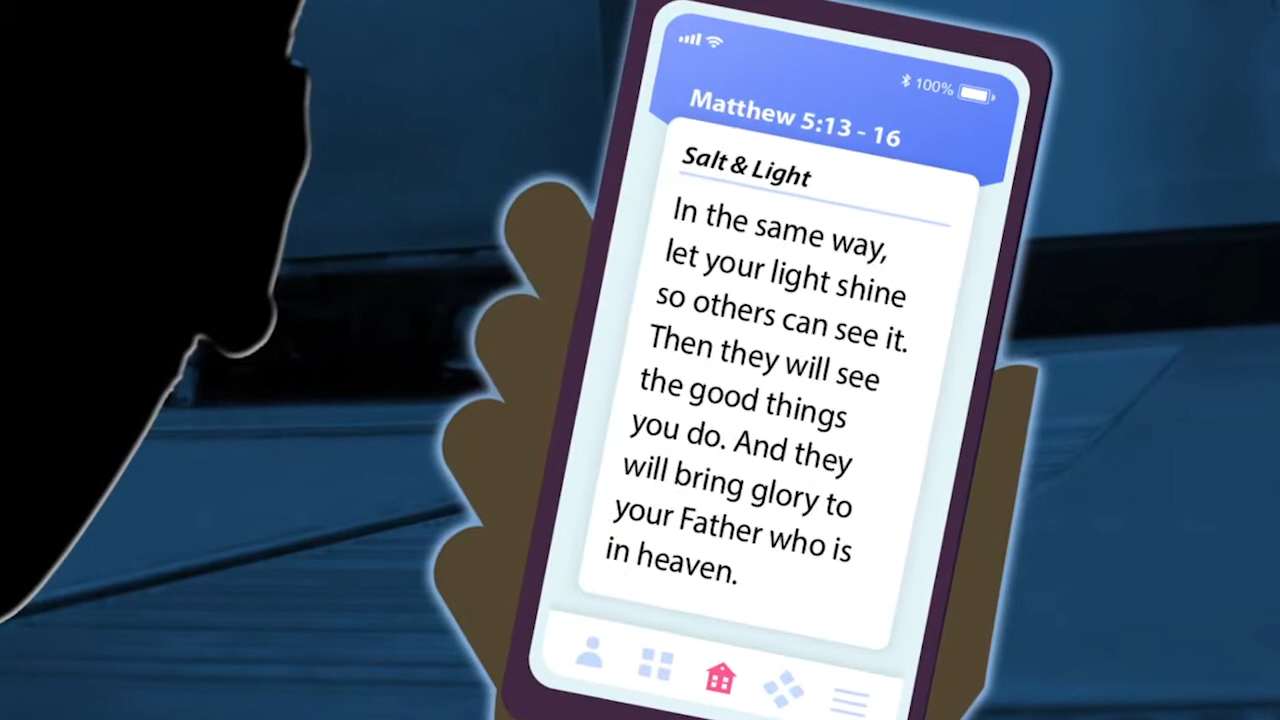 100%
Matthew 5:13 - 16
Salt & Light
In the same way,
let your light shine
so others can see it.
Then they will see
the good things
you do. And they
will bring glory to
your Father who is
in heaven.